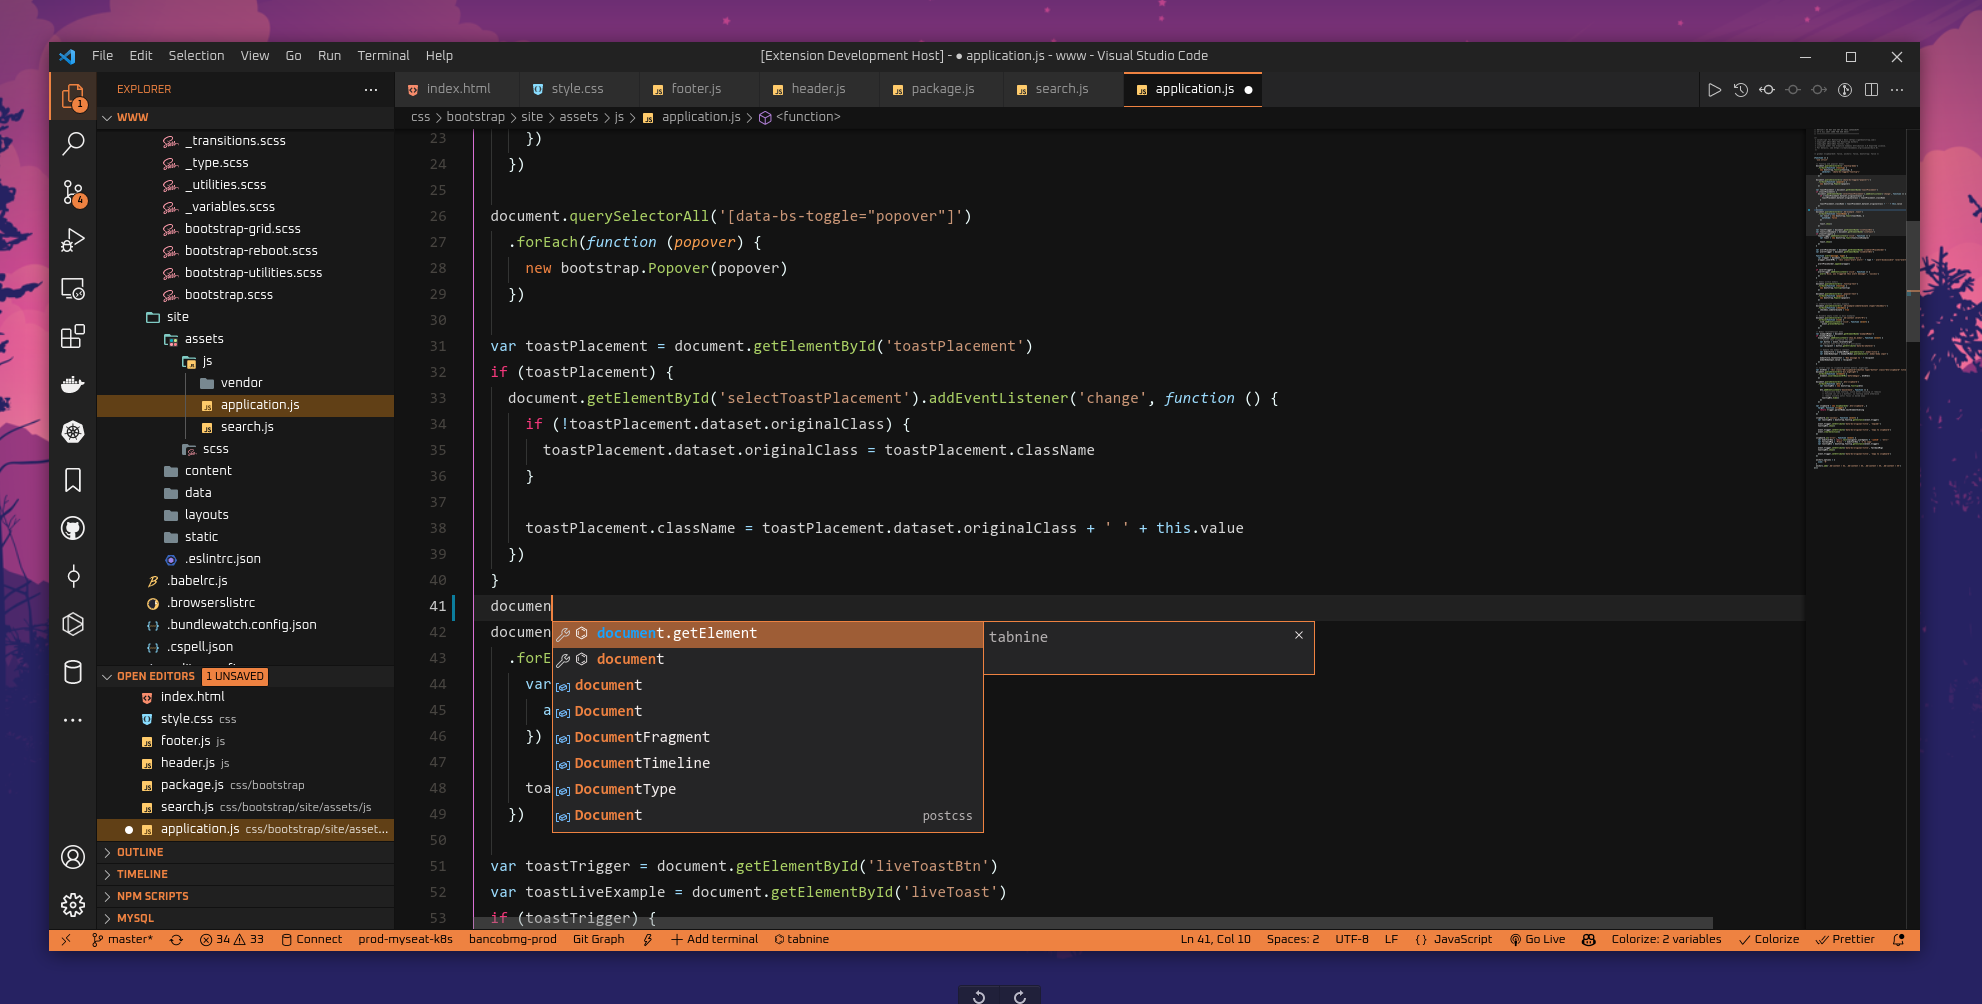 File Edit Selection View Go Run Terminal Help
[Extension Development Host] - ● application.js - www - Visual Studio Code
EXPLORER
index.html
style.css
footer.js
header.js
package.js
search.js
application.js
WWW
css > bootstrap > site > assets > js > application.js > <function>
_transitions.scss
_type.scss
_utilities.scss
_variables.scss
bootstrap-grid.scss
bootstrap-reboot.scss
bootstrap-utilities.scss
bootstrap.scss
site
assets
js
vendor
application.js
search.js
scss
content
data
layouts
static
.eslintrc.json
.babelrc.js
.browserslistrc
.bundlewatch.config.json
.cspell.json
OPEN EDITORS 1 UNSAVED
index.html
style.css css
footer.js js
header.js js
package.js css/bootstrap
search.js css/bootstrap/site/assets/js
application.js css/bootstrap/site/asset...
OUTLINE
TIMELINE
NPM SCRIPTS
MYSQL
1
4
23 })
24 })
25
26 document.querySelectorAll('[data-bs-toggle="popover"]')
27 .forEach(function (popover) {
28 new bootstrap.Popover(popover)
29 })
30
31 var toastPlacement = document.getElementById('toastPlacement')
32 if (toastPlacement) {
33 document.getElementById('selectToastPlacement').addEventListener('change', function () {
34 if (!toastPlacement.dataset.originalClass) {
35 toastPlacement.dataset.originalClass = toastPlacement.className
36 }
37
38 toastPlacement.className = toastPlacement.dataset.originalClass + ' ' + this.value
39 })
40 }
41 documen
42 documen
43 .forE
44 var
45 a
46 })
47
48 toa
49 })
50
51 var toastTrigger = document.getElementById('liveToastBtn')
52 var toastLiveExample = document.getElementById('liveToast')
53 if (toastTrigger) {
document.getElement
document
document
Document
DocumentFragment
DocumentTimeline
DocumentType
Document postcss
tabnine
master* 34 33 Connect prod-myseat-k8s bancobmg-prod Git Graph Add terminal tabnine
Ln 41, Col 10 Spaces: 2 UTF-8 LF {} JavaScript Go Live Colorize: 2 variables Colorize Prettier